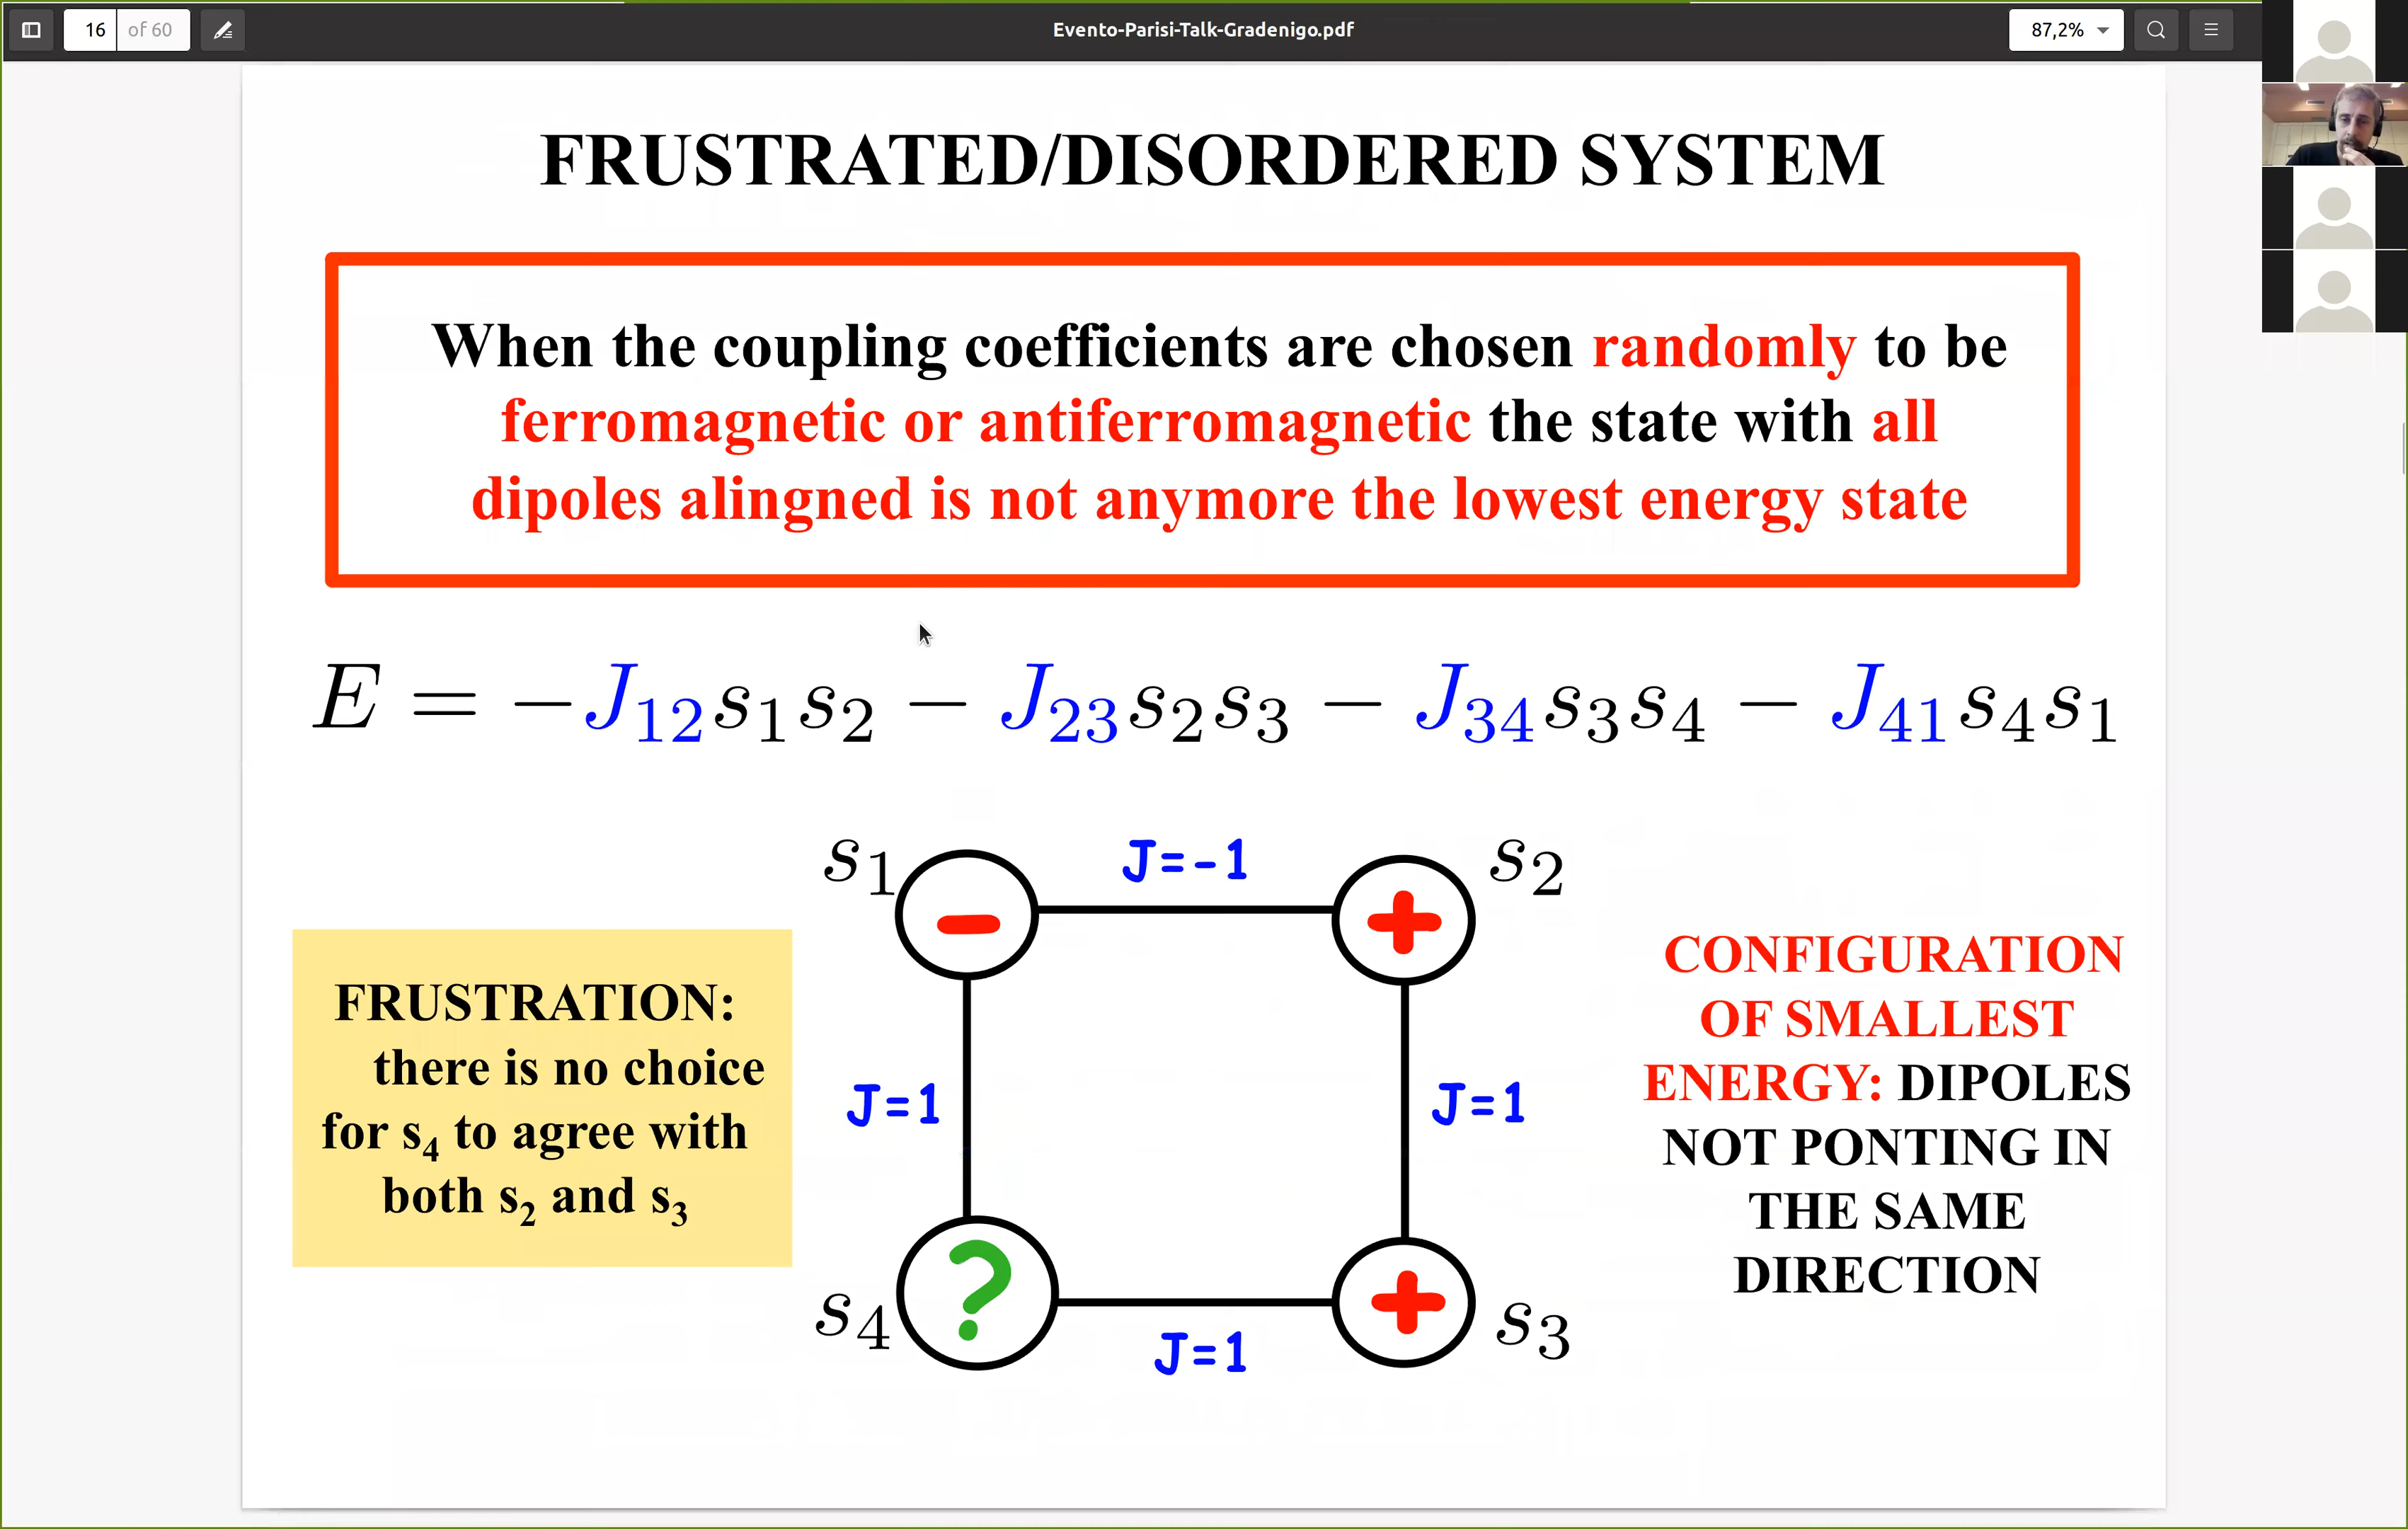 16 of 60
Evento-Parisi-Talk-Gradenigo.pdf
87,2%
FRUSTRATED/DISORDERED SYSTEM
When the coupling coefficients are chosen randomly to be
ferromagnetic or antiferromagnetic the state with all
dipoles alingned is not anymore the lowest energy state
E = −J₁₂s₁s₂ − J₂₃s₂s₃ − J₃₄s₃s₄ − J₄₁s₄s₁
s₁
J=-1
s₂
−
+
FRUSTRATION:
there is no choice
for s₄ to agree with
both s₂ and s₃
J=1
J=1
CONFIGURATION
OF SMALLEST
ENERGY: DIPOLES
NOT PONTING IN
THE SAME
DIRECTION
s₄
?
+
s₃
J=1